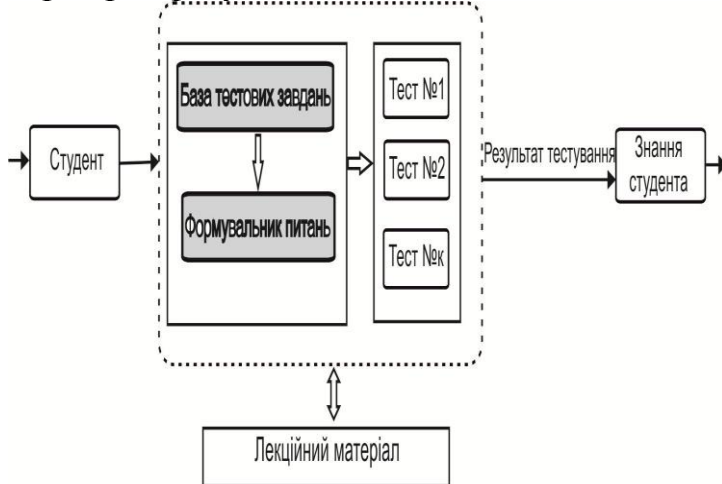 База тестових завдань
Формувальник питань
Тест №1
Тест №2
Тест №к
Студент
Результат тестування
Знання
студента
Лекційний матеріал